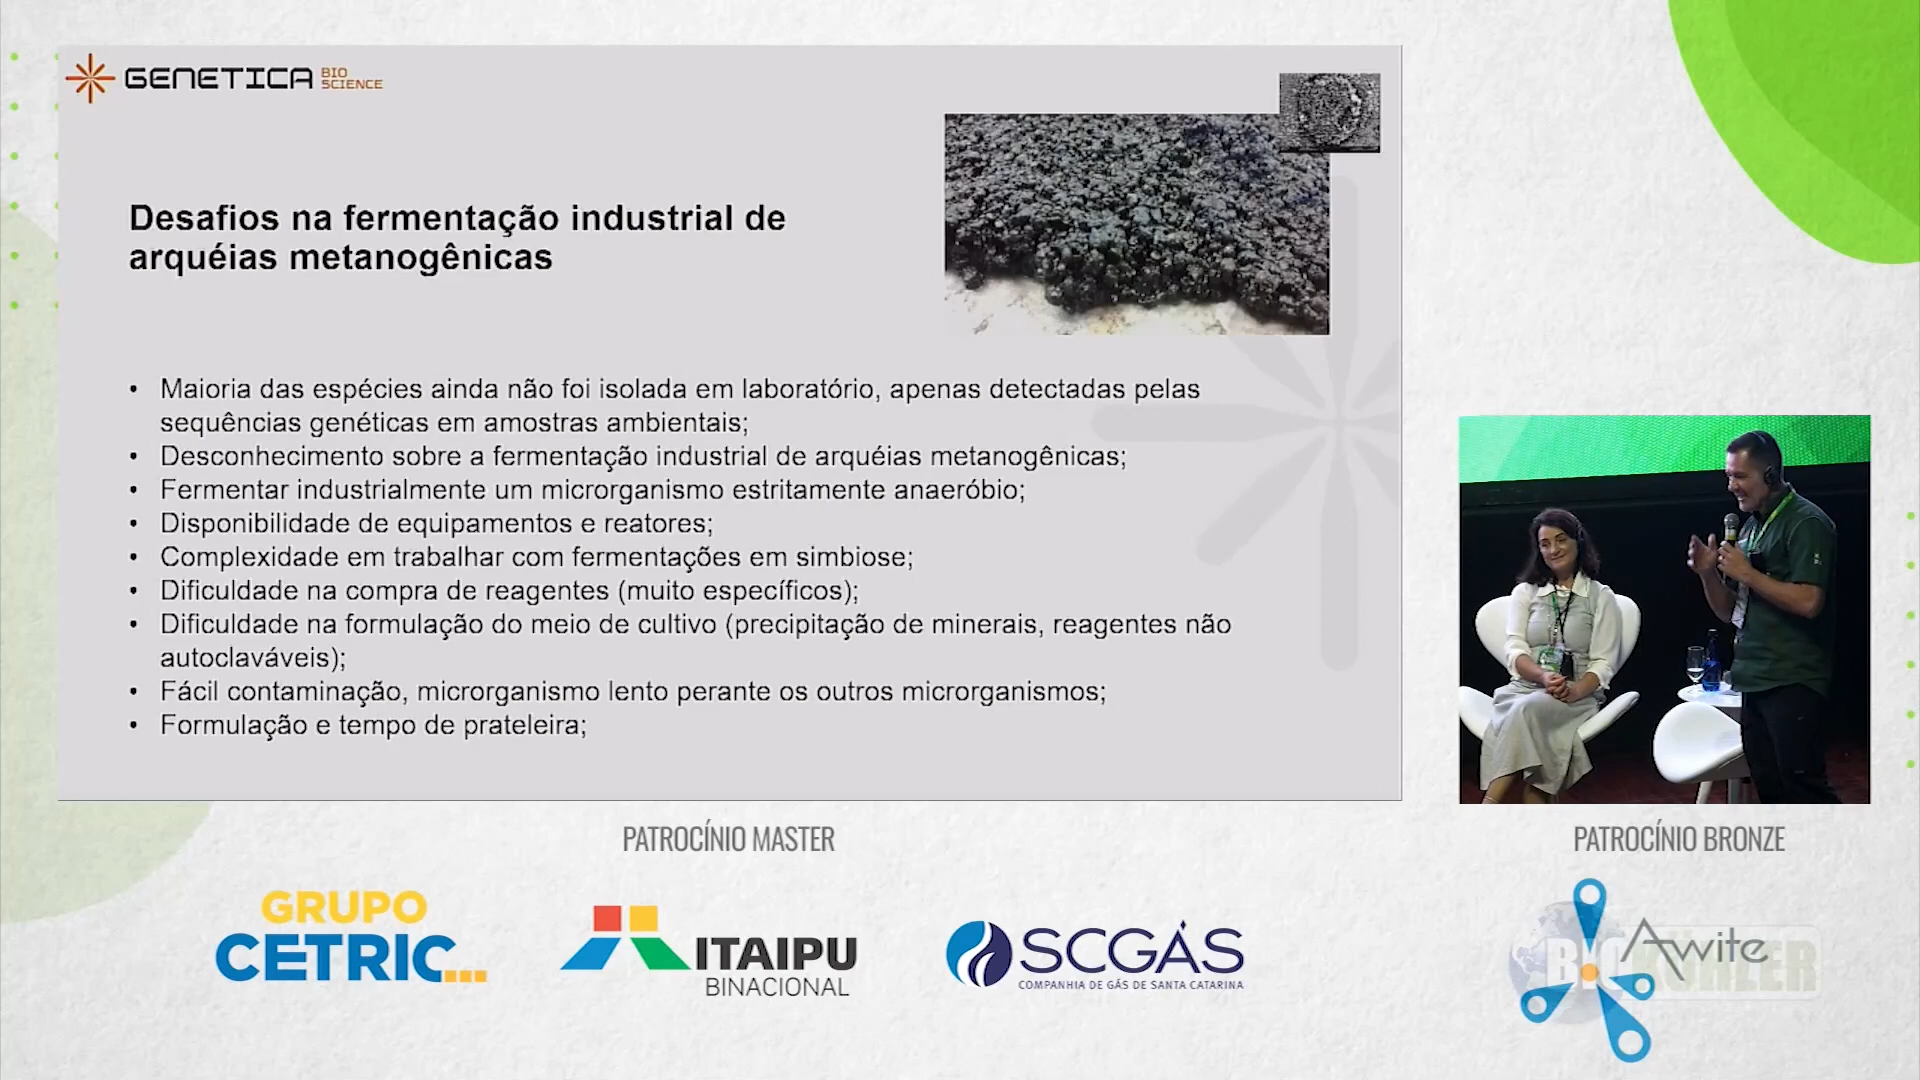 GENETICA BIO SCIENCE
Desafios na fermentação industrial de
arquéias metanogênicas
• Maioria das espécies ainda não foi isolada em laboratório, apenas detectadas pelas
sequências genéticas em amostras ambientais;
• Desconhecimento sobre a fermentação industrial de arquéias metanogênicas;
• Fermentar industrialmente um microrganismo estritamente anaeróbio;
• Disponibilidade de equipamentos e reatores;
• Complexidade em trabalhar com fermentações em simbiose;
• Dificuldade na compra de reagentes (muito específicos);
• Dificuldade na formulação do meio de cultivo (precipitação de minerais, reagentes não
autoclaváveis);
• Fácil contaminação, microrganismo lento perante os outros microrganismos;
• Formulação e tempo de prateleira;
PATROCÍNIO MASTER
PATROCÍNIO BRONZE
GRUPO
CETRIC...
ITAIPU
BINACIONAL
SCGÁS
COMPANHIA DE GÁS DE SANTA CATARINA
Awite